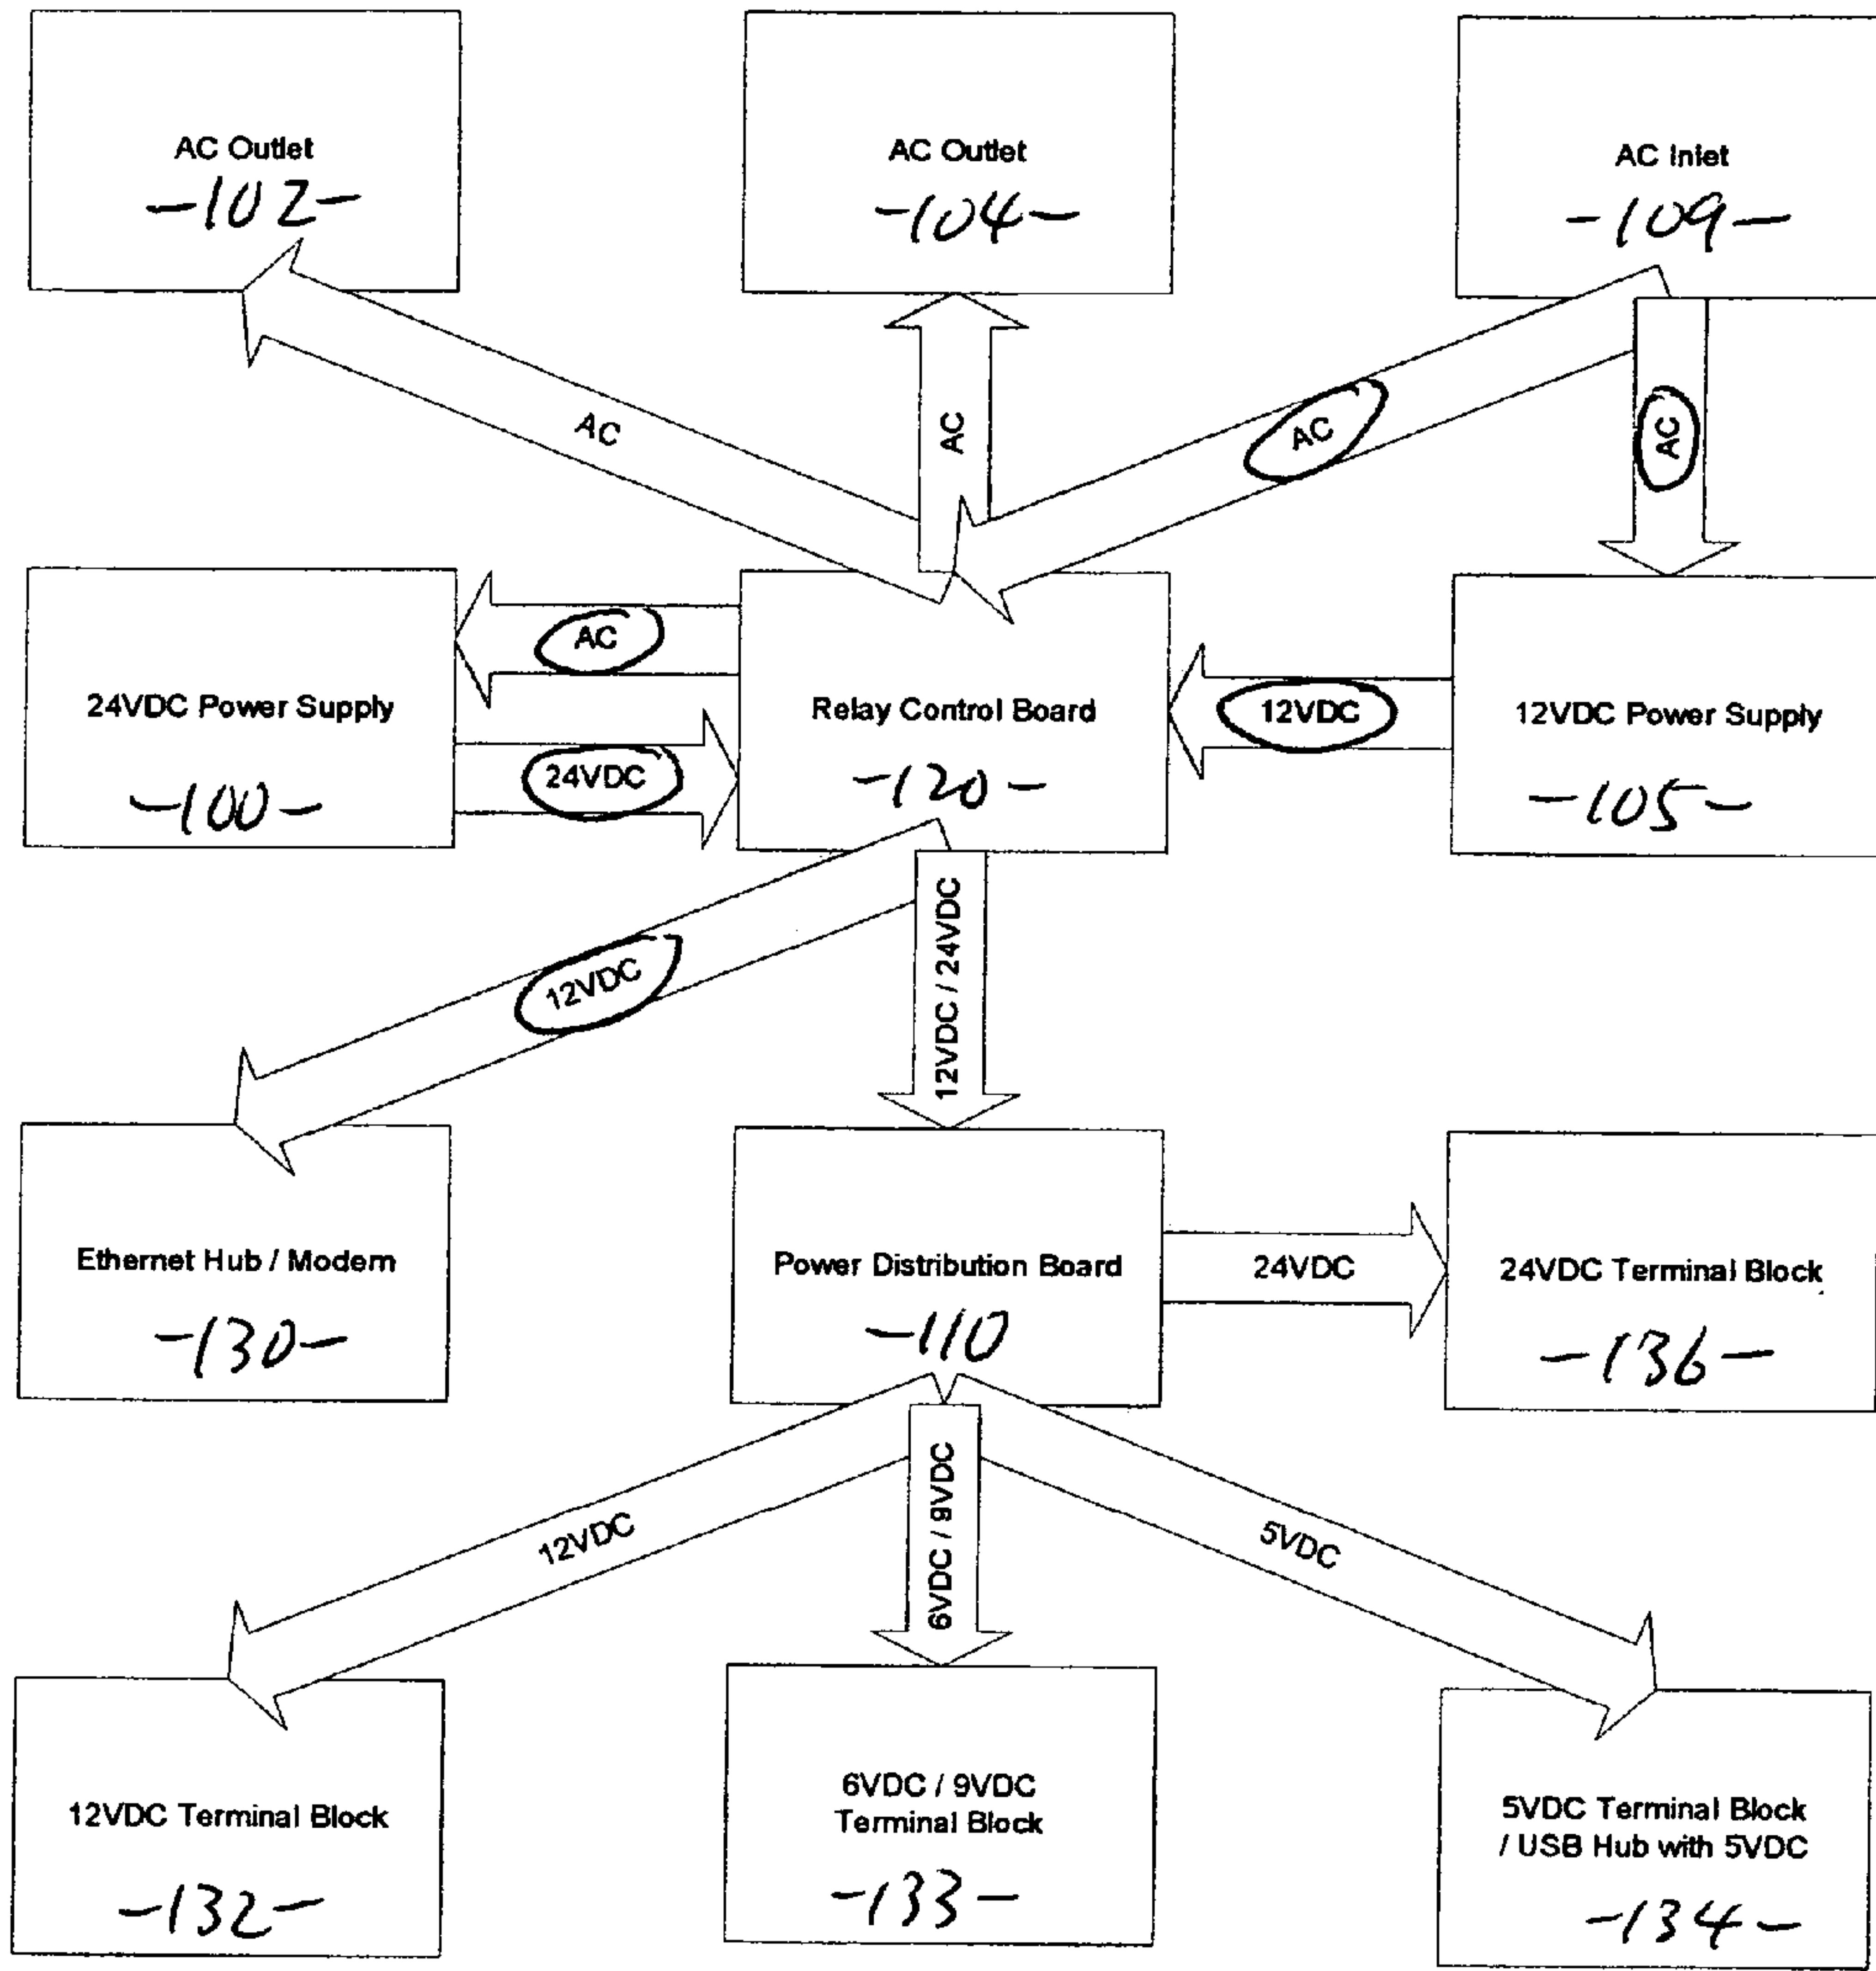 AC Outlet
-102-
AC Outlet
-104-
AC Inlet
-109-
AC
AC
AC
AC
24VDC Power Supply
-100-
AC
24VDC
Relay Control Board
-120-
12VDC
12VDC Power Supply
-105-
12VDC
12VDC / 24VDC
Ethernet Hub / Modem
-130-
Power Distribution Board
-110
24VDC
24VDC Terminal Block
-136-
12VDC
6VDC / 9VDC
5VDC
12VDC Terminal Block
-132-
6VDC / 9VDC
Terminal Block
-133-
5VDC Terminal Block
/ USB Hub with 5VDC
-134-